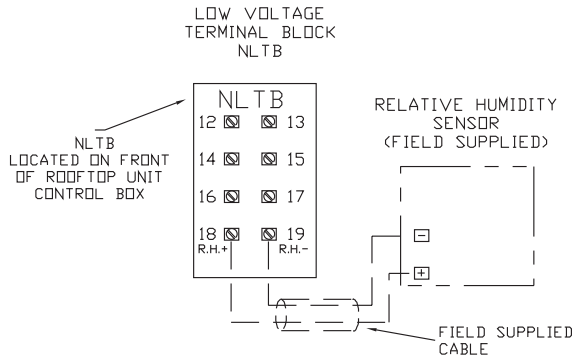 LOW VOLTAGE
TERMINAL BLOCK
NLTB
NLTB
12 13
14 15
16 17
18 19
R.H.+ R.H.-
NLTB
LOCATED ON FRONT
OF ROOFTOP UNIT
CONTROL BOX
RELATIVE HUMIDITY
SENSOR
(FIELD SUPPLIED)
-
+
FIELD SUPPLIED
CABLE